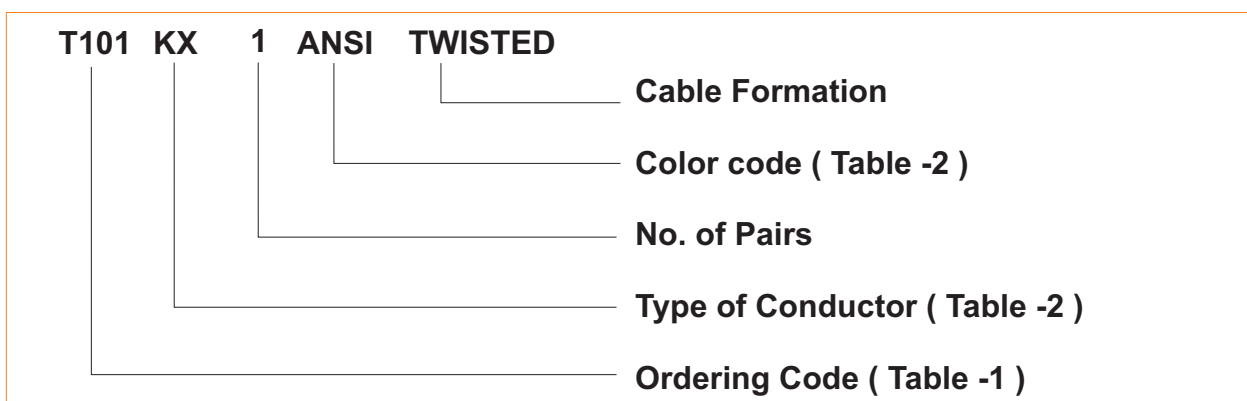 T101 KX 1 ANSI TWISTED
Cable Formation
Color code ( Table -2 )
No. of Pairs
Type of Conductor ( Table -2 )
Ordering Code ( Table -1 )